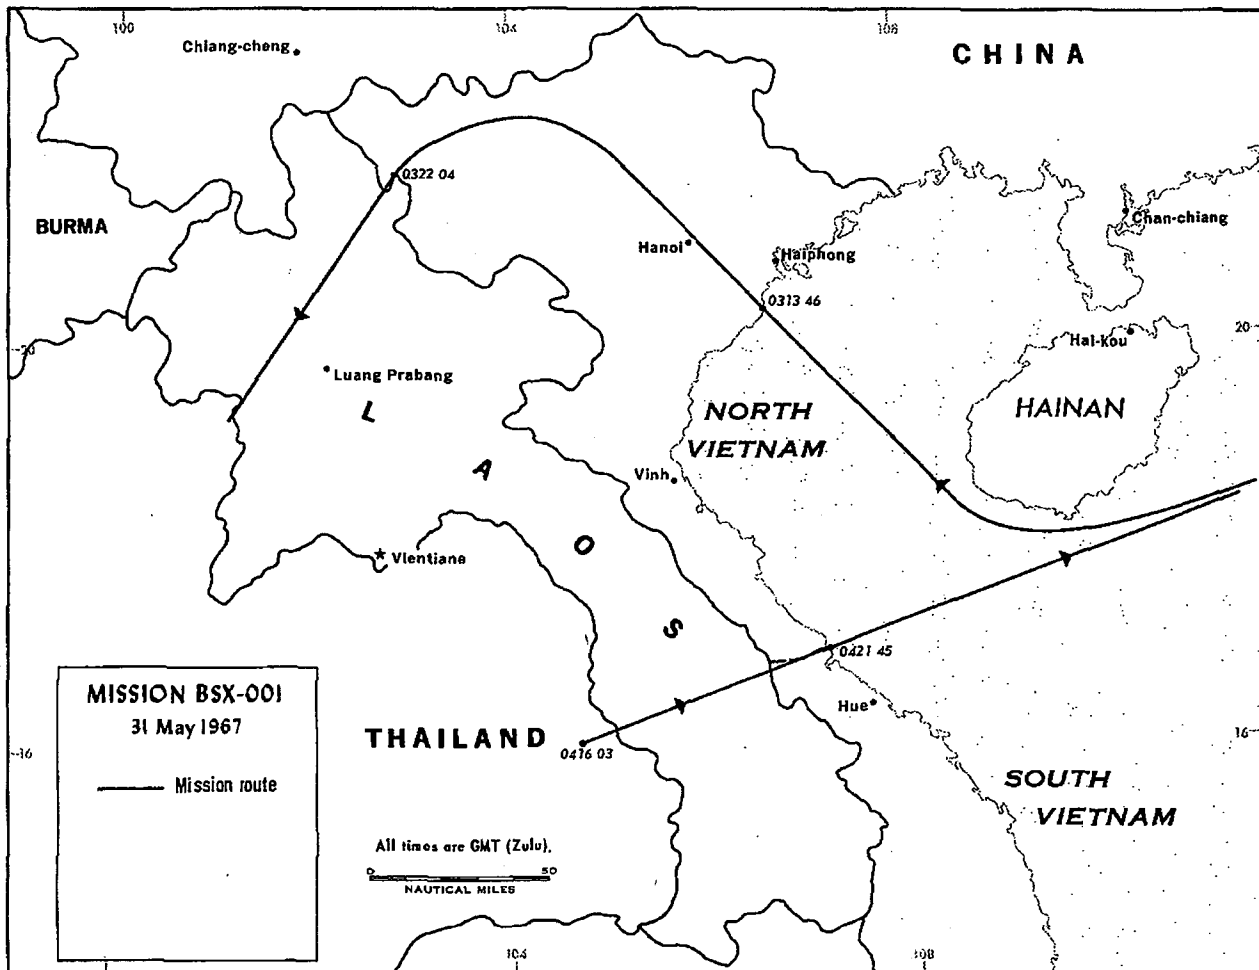 100
104
108
Chiang-cheng
CHINA
0322 04
BURMA
Hanoi
Haiphong
Chan-chiang
0313 46
20
20
Hai-kou
Luang Prabang
L
A
O
S
NORTH
VIETNAM
HAINAN
Vinh
Vientiane
0421 45
Hue
MISSION BSX-001
31 May 1967
Mission route
THAILAND
0416 03
16
16
SOUTH
VIETNAM
All times are GMT (Zulu).
0
50
NAUTICAL MILES
104
108